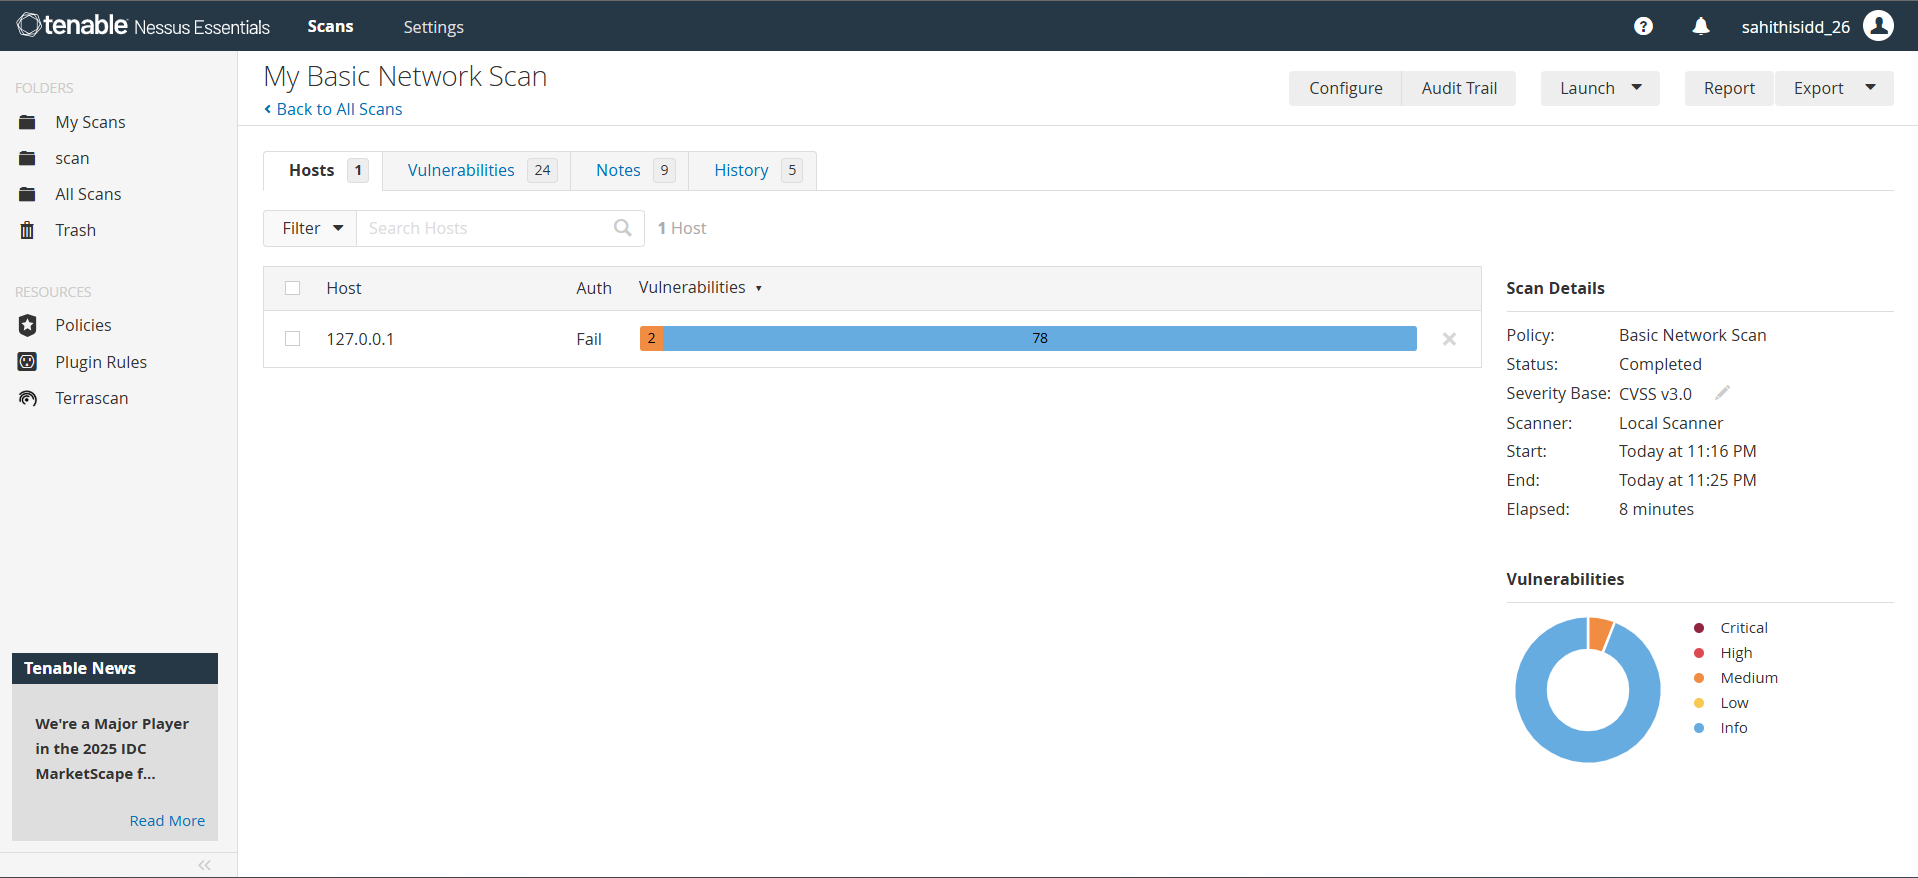 tenable Nessus Essentials Scans Settings ? sahithisidd_26
FOLDERS
My Scans
scan
All Scans
Trash
RESOURCES
Policies
Plugin Rules
Terrascan
Tenable News
We're a Major Player
in the 2025 IDC
MarketScape f...
Read More
My Basic Network Scan
Back to All Scans
Configure Audit Trail Launch Report Export
Hosts 1 Vulnerabilities 24 Notes 9 History 5
Filter Search Hosts 1 Host
Host Auth Vulnerabilities
127.0.0.1 Fail 2 78
Scan Details
Policy: Basic Network Scan
Status: Completed
Severity Base: CVSS v3.0
Scanner: Local Scanner
Start: Today at 11:16 PM
End: Today at 11:25 PM
Elapsed: 8 minutes
Vulnerabilities
Critical
High
Medium
Low
Info